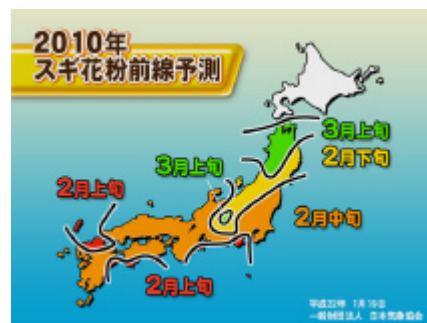 2010年
スギ花粉前線予測
3月上旬
2月下旬
3月上旬
2月上旬
2月中旬
2月上旬
平成22年 1月19日
一般財団法人 日本気象協会